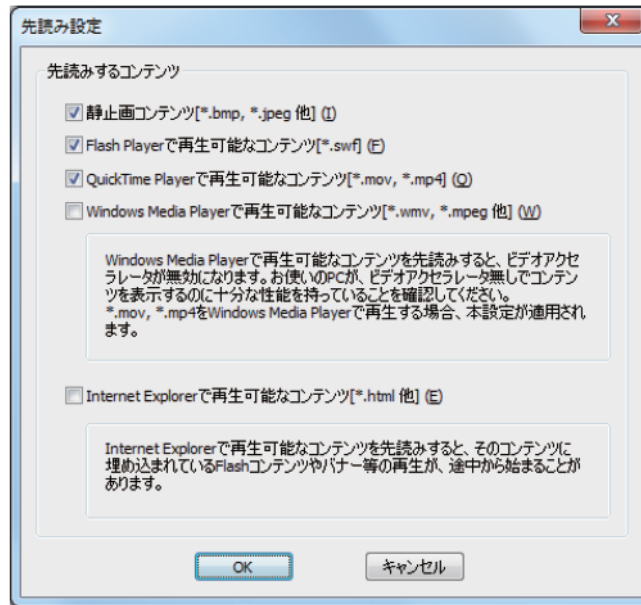 先読み設定
先読みするコンテンツ
静止画コンテンツ[*.bmp, *.jpeg 他] (I)
Flash Playerで再生可能なコンテンツ[*.swf] (F)
QuickTime Playerで再生可能なコンテンツ[*.mov, *.mp4] (Q)
Windows Media Playerで再生可能なコンテンツ[*.wmv, *.mpeg 他] (W)
Windows Media Playerで再生可能なコンテンツを先読みすると、ビデオアクセ
ラレータが無効になります。お使いのPCが、ビデオアクセラレータ無しでコンテン
ツを表示するのに十分な性能を持っていることを確認してください。
*.mov, *.mp4をWindows Media Playerで再生する場合、本設定が適用され
ます。
Internet Explorerで再生可能なコンテンツ[*.html 他] (E)
Internet Explorerで再生可能なコンテンツを先読みすると、そのコンテンツに
埋め込まれているFlashコンテンツやバナー等の再生が、途中から始まることが
あります。
OK
キャンセル